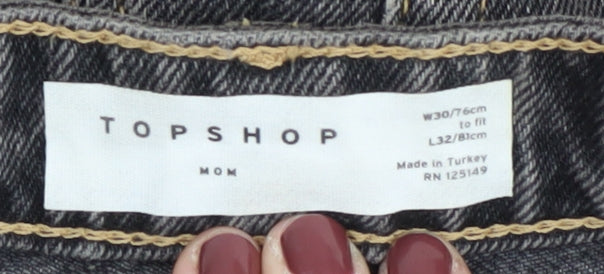 TOPSHOP
MOM
W30/76cm
to fit
L32/81cm
Made in Turkey
RN 125149